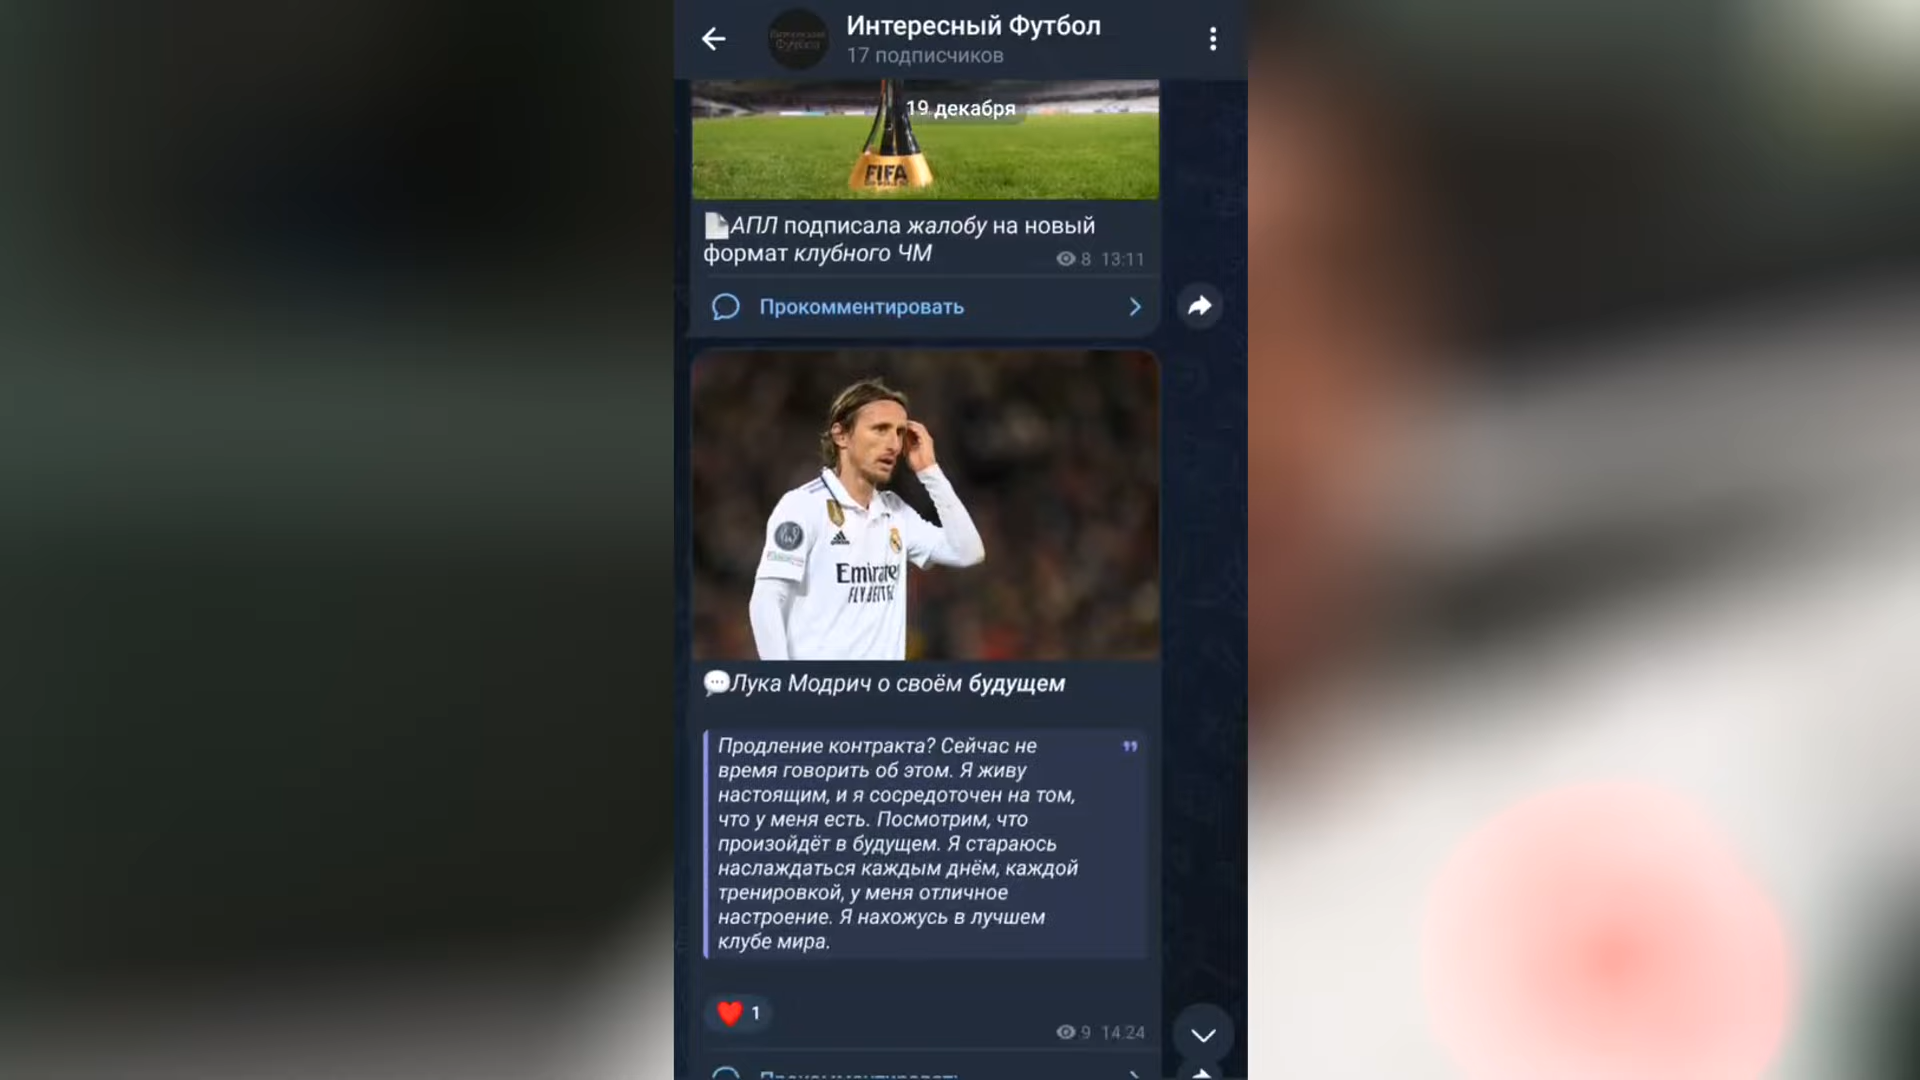 Интересный Футбол
17 подписчиков
19 декабря
FIFA
АПЛ подписала жалобу на новый
формат клубного ЧМ
8 13:11
Прокомментировать
Emirates
Лука Модрич о своём будущем
Продление контракта? Сейчас не
время говорить об этом. Я живу
настоящим, и я сосредоточен на том,
что у меня есть. Посмотрим, что
произойдёт в будущем. Я стараюсь
наслаждаться каждым днём, каждой
тренировкой, у меня отличное
настроение. Я нахожусь в лучшем
клубе мира.
1
9 14:24
Прокомментировать